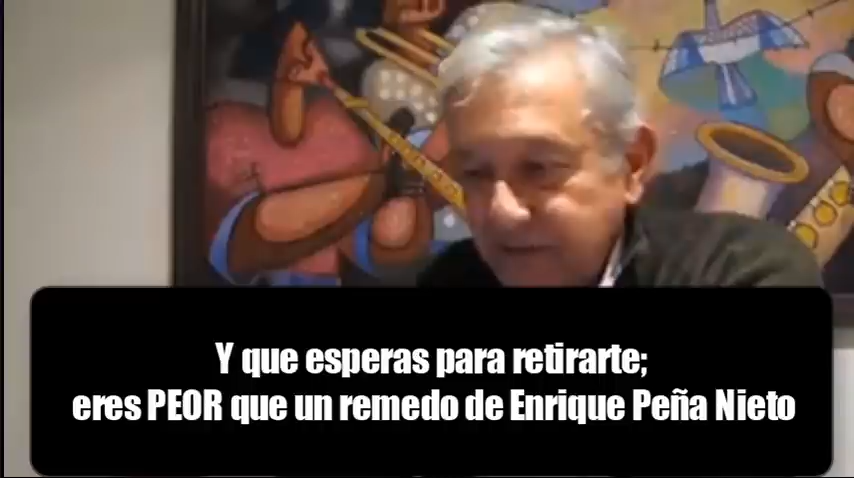 Y que esperas para retirarte;
eres PEOR que un remedo de Enrique Peña Nieto